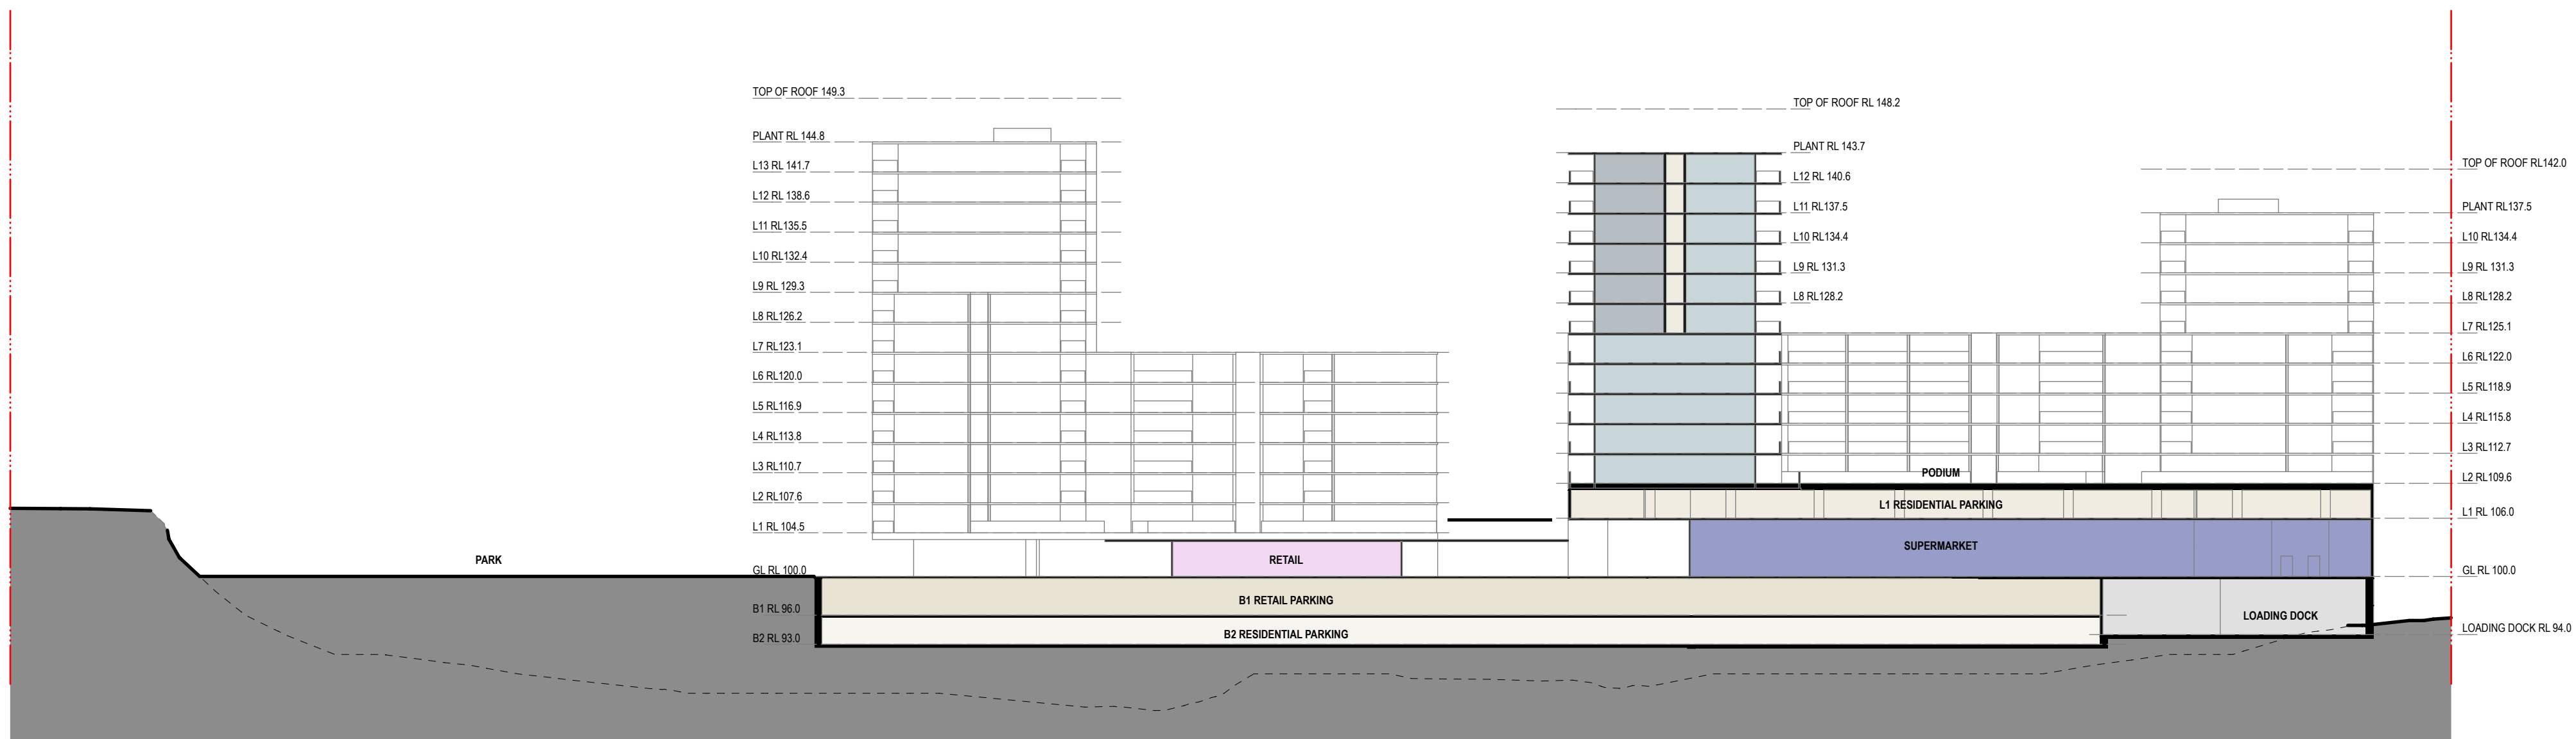 TOP OF ROOF 149.3
PLANT RL 144.8
L13 RL 141.7
L12 RL 138.6
L11 RL135.5
L10 RL132.4
L9 RL 129.3
L8 RL126.2
L7 RL123.1
L6 RL120.0
L5 RL116.9
L4 RL113.8
L3 RL110.7
L2 RL107.6
L1 RL 104.5
GL RL 100.0
B1 RL 96.0
B2 RL 93.0
PARK
RETAIL
B1 RETAIL PARKING
B2 RESIDENTIAL PARKING
TOP OF ROOF RL 148.2
PLANT RL 143.7
L12 RL 140.6
L11 RL137.5
L10 RL134.4
L9 RL 131.3
L8 RL128.2
PODIUM
L1 RESIDENTIAL PARKING
SUPERMARKET
LOADING DOCK
TOP OF ROOF RL142.0
PLANT RL137.5
L10 RL134.4
L9 RL 131.3
L8 RL128.2
L7 RL125.1
L6 RL122.0
L5 RL118.9
L4 RL115.8
L3 RL112.7
L2 RL109.6
L1 RL 106.0
GL RL 100.0
LOADING DOCK RL 94.0